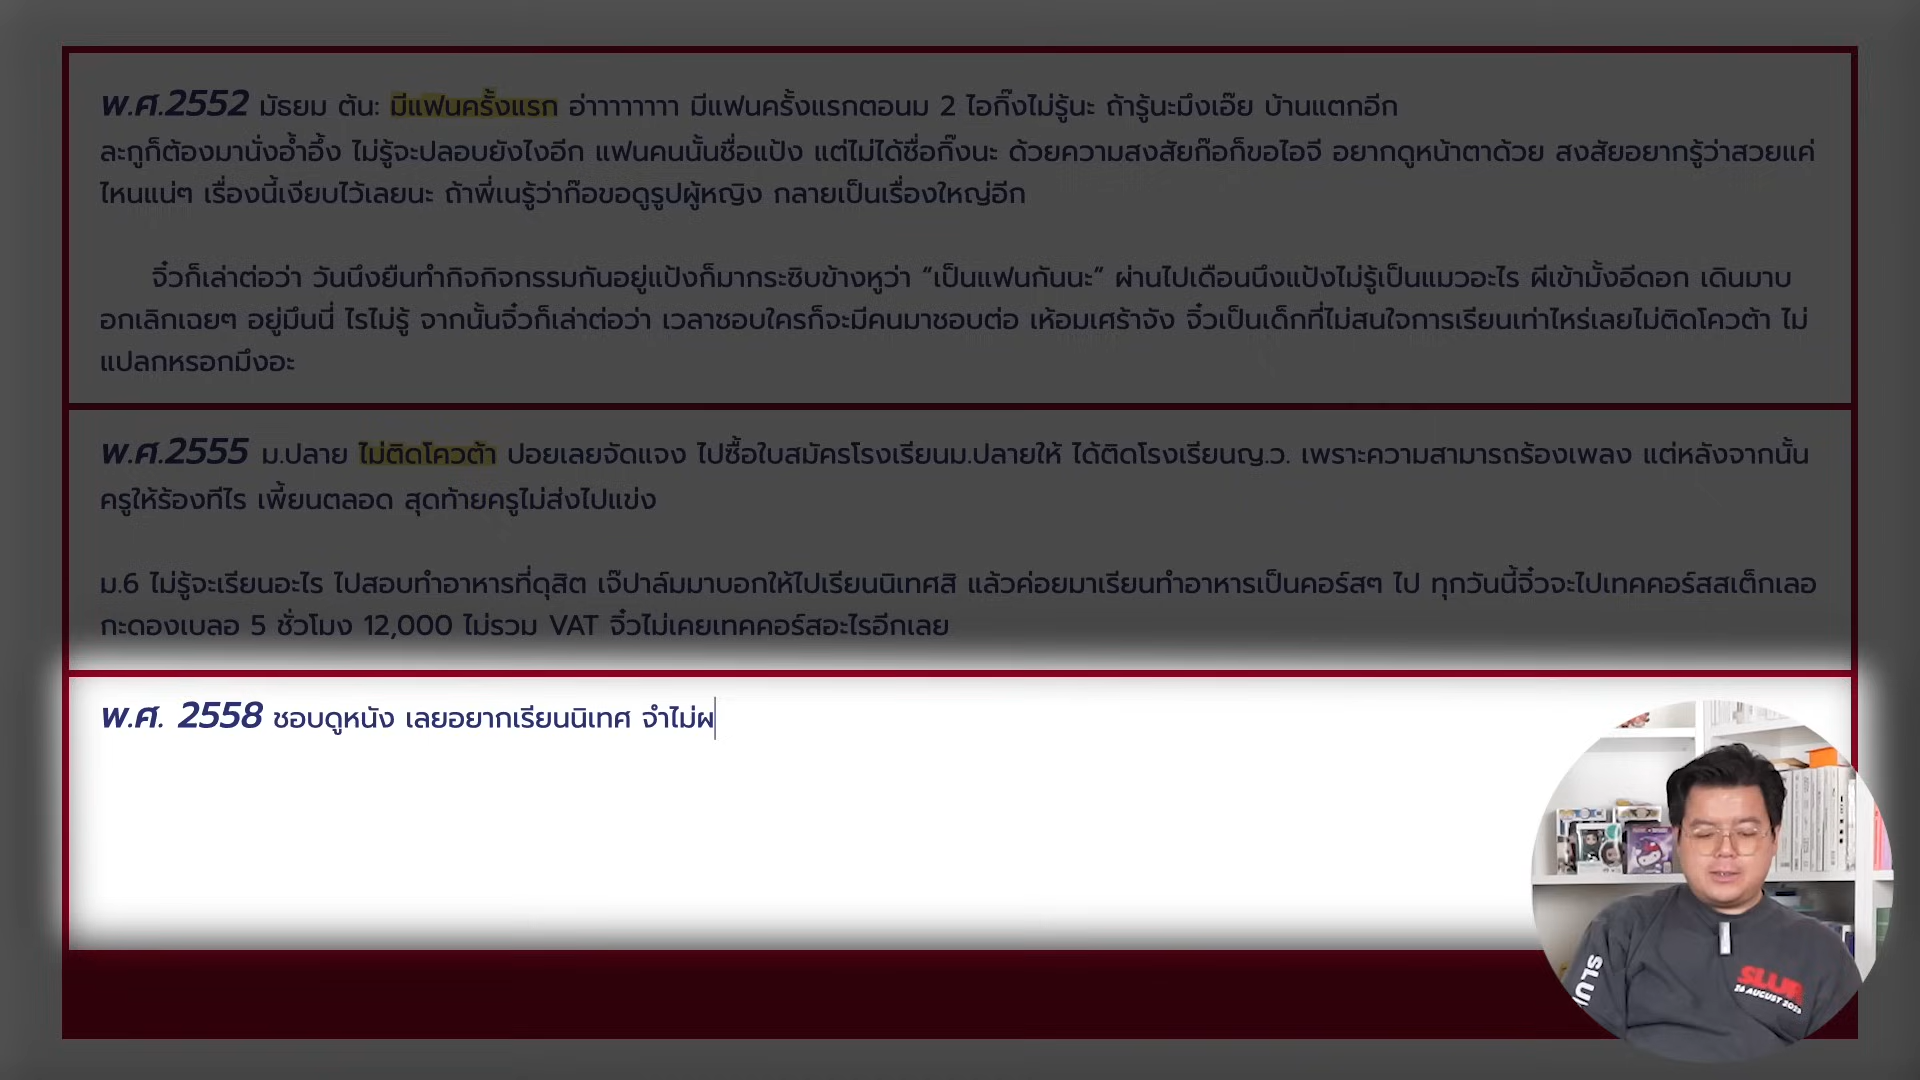 พ.ศ.2552 มัธยม ต้น: มีแฟนครั้งแรก อ่าาาาาาาา มีแฟนครั้งแรกตอนม 2 ไอกิ๊งไม่รู้นะ ถ้ารู้นะมึงเอ๊ย บ้านแตกอีก
ละกูก็ต้องมานั่งอ้ำอึ้ง ไม่รู้จะปลอบยังไงอีก แฟนคนนั้นชื่อแป้ง แต่ไม่ได้ชื่อกิ๊งนะ ด้วยความสงสัยก๊อก็ขอไอจี อยากดูหน้าตาด้วย สงสัยอยากรู้ว่าสวยแค่
ไหนแน่ๆ เรื่องนี้เงียบไว้เลยนะ ถ้าพี่เนรู้ว่าก๊อขอดูรูปผู้หญิง กลายเป็นเรื่องใหญ่อีก
จิ๋วก็เล่าต่อว่า วันนึงยืนทำกิจกิจกรรมกันอยู่แป้งก็มากระซิบข้างหูว่า “เป็นแฟนกันนะ” ผ่านไปเดือนนึงแป้งไม่รู้เป็นแมวอะไร ผีเข้ามั้งอีดอก เดินมาบ
อกเลิกเฉยๆ อยู่มึนนี่ ไรไม่รู้ จากนั้นจิ๋วก็เล่าต่อว่า เวลาชอบใครก็จะมีคนมาชอบต่อ เห้อมเศร้าจัง จิ๋วเป็นเด็กที่ไม่สนใจการเรียนเท่าไหร่เลยไม่ติดโควต้า ไม่
แปลกหรอกมึงอะ
พ.ศ.2555 ม.ปลาย ไม่ติดโควต้า ปอยเลยจัดแจง ไปซื้อใบสมัครโรงเรียนม.ปลายให้ ได้ติดโรงเรียนญ.ว. เพราะความสามารถร้องเพลง แต่หลังจากนั้น
ครูให้ร้องทีไร เพี้ยนตลอด สุดท้ายครูไม่ส่งไปแข่ง
ม.6 ไม่รู้จะเรียนอะไร ไปสอบทำอาหารที่ดุสิต เจ๊ปาล์มมาบอกให้ไปเรียนนิเทศสิ แล้วค่อยมาเรียนทำอาหารเป็นคอร์สๆ ไป ทุกวันนี้จิ๋วจะไปเทคคอร์สสเต็กเลอ
กะดองเบลอ 5 ชั่วโมง 12,000 ไม่รวม VAT จิ๋วไม่เคยเทคคอร์สอะไรอีกเลย
พ.ศ. 2558 ชอบดูหนัง เลยอยากเรียนนิเทศ จำไม่ผ
SLUR
26 AUGUST 2023